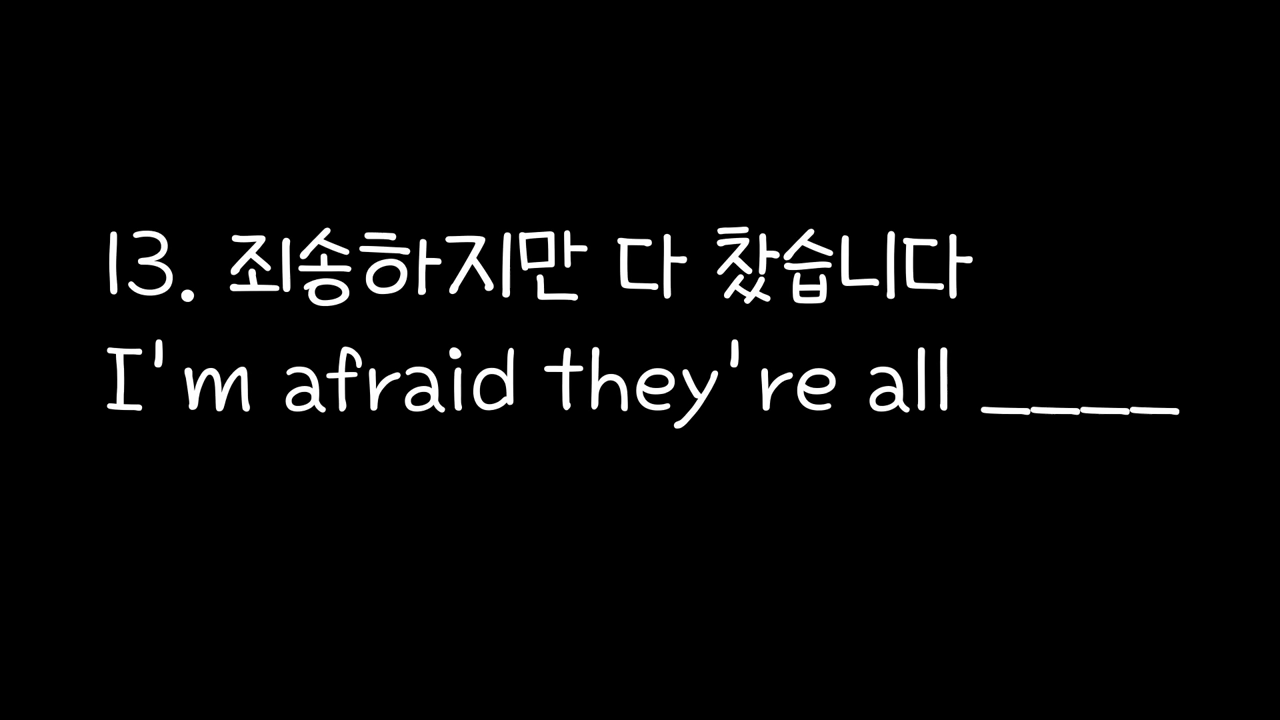 13. 죄송하지만 다 찼습니다
I'm afraid they're all ____